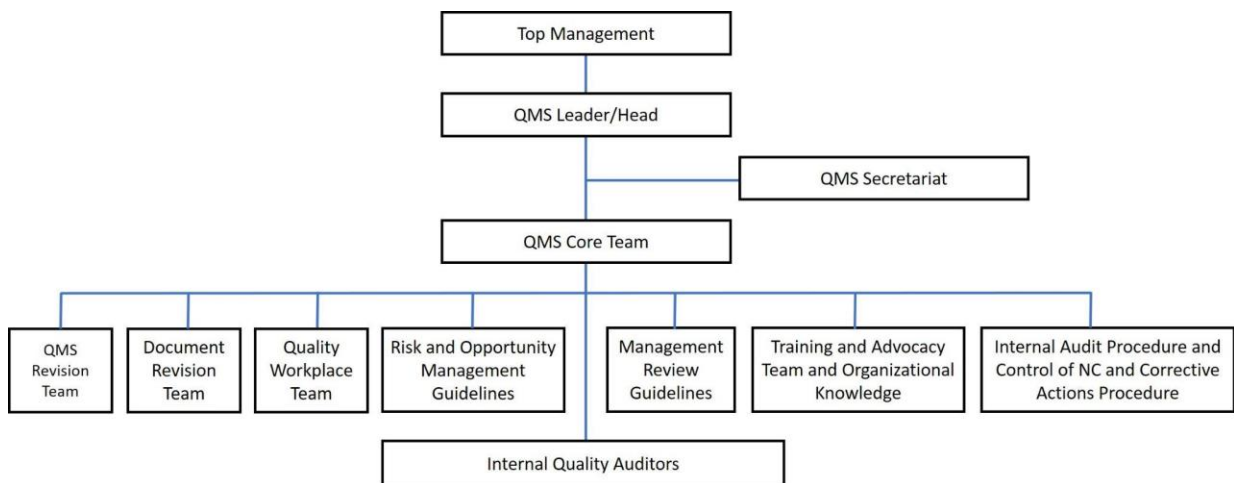 Top Management
QMS Leader/Head
QMS Secretariat
QMS Core Team
QMS
Revision Team
Document
Revision
Team
Quality
Workplace
Team
Risk and Opportunity
Management
Guidelines
Management
Review
Guidelines
Training and Advocacy
Team and Organizational
Knowledge
Internal Audit Procedure and
Control of NC and Corrective
Actions Procedure
Internal Quality Auditors